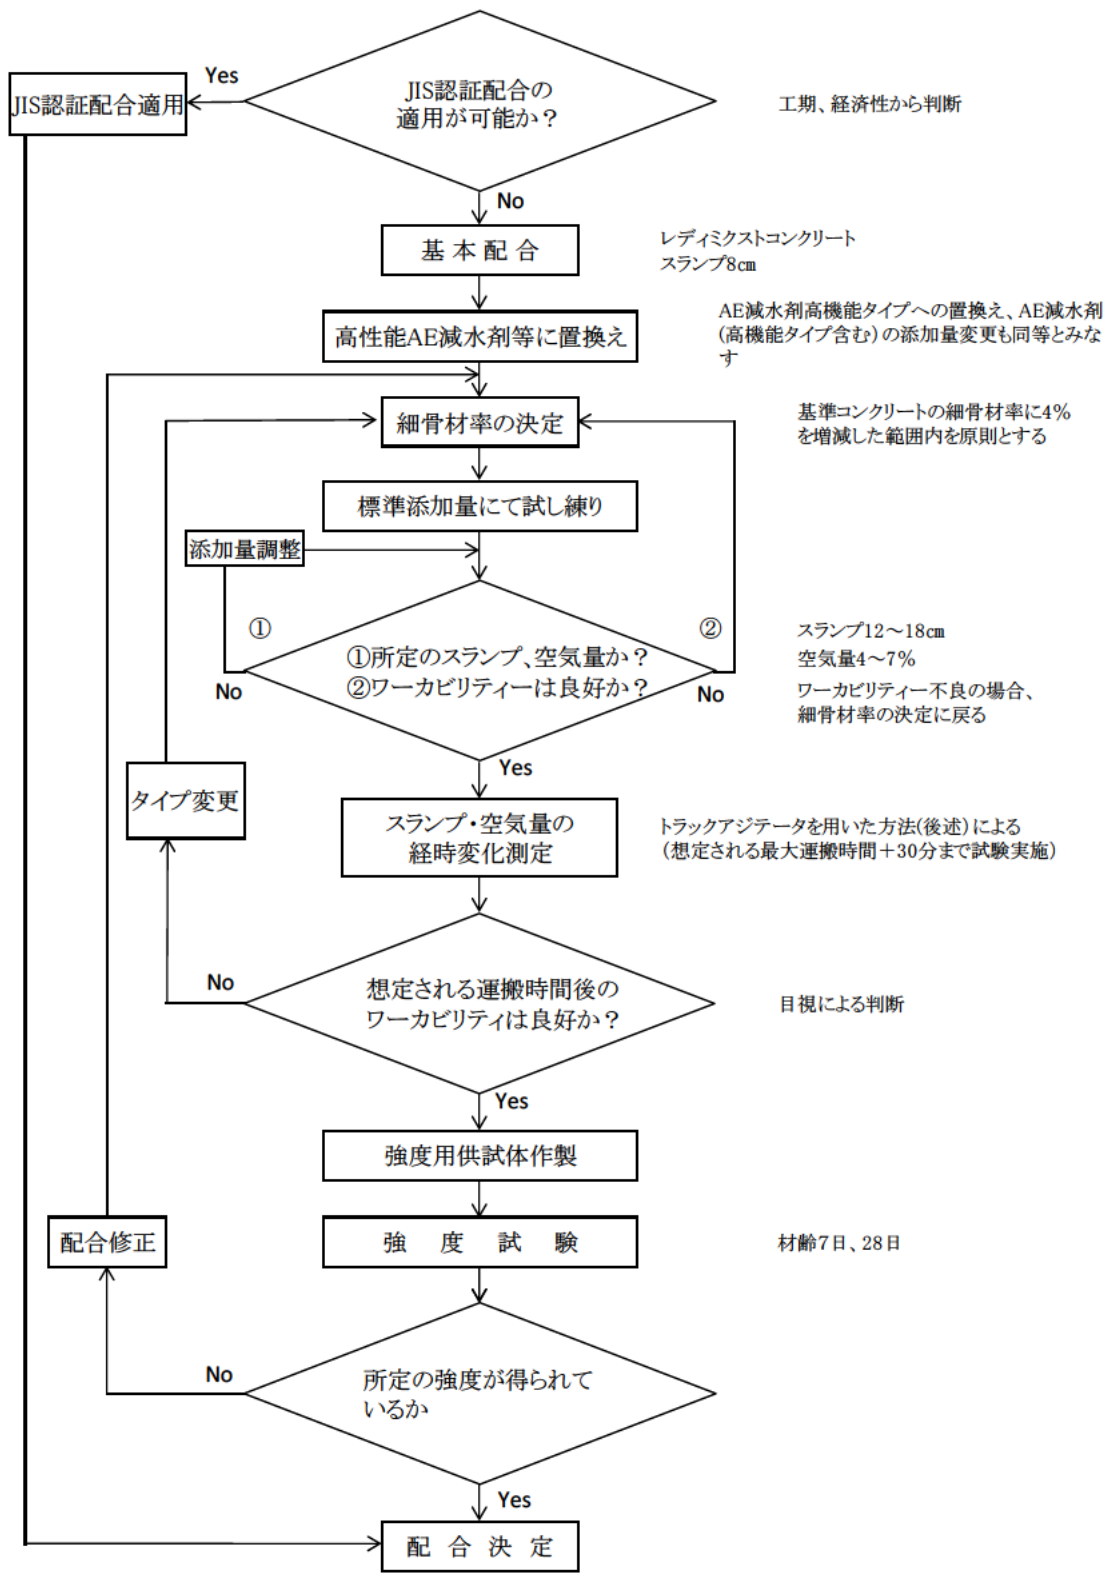 Yes
JIS認証配合適用
JIS認証配合の
適用が可能か？
工期、経済性から判断
No
基本配合
レディミクストコンクリート
スランプ8cm
高性能AE減水剤等に置換え
AE減水剤高機能タイプへの置換え、AE減水剤
(高機能タイプ含む)の添加量変更も同等とみな
す
細骨材率の決定
基準コンクリートの細骨材率に4%
を増減した範囲内を原則とする
標準添加量にて試し練り
添加量調整
①
②
①所定のスランプ、空気量か？
②ワーカビリティーは良好か？
No
No
スランプ12～18cm
空気量4～7%
ワーカビリティー不良の場合、
細骨材率の決定に戻る
Yes
タイプ変更
スランプ・空気量の
経時変化測定
トラックアジテータを用いた方法(後述)による
(想定される最大運搬時間＋30分まで試験実施)
No
想定される運搬時間後の
ワーカビリティは良好か？
目視による判断
Yes
強度用供試体作製
配合修正
強度試験
材齢7日、28日
No
所定の強度が得られて
いるか
Yes
配合決定